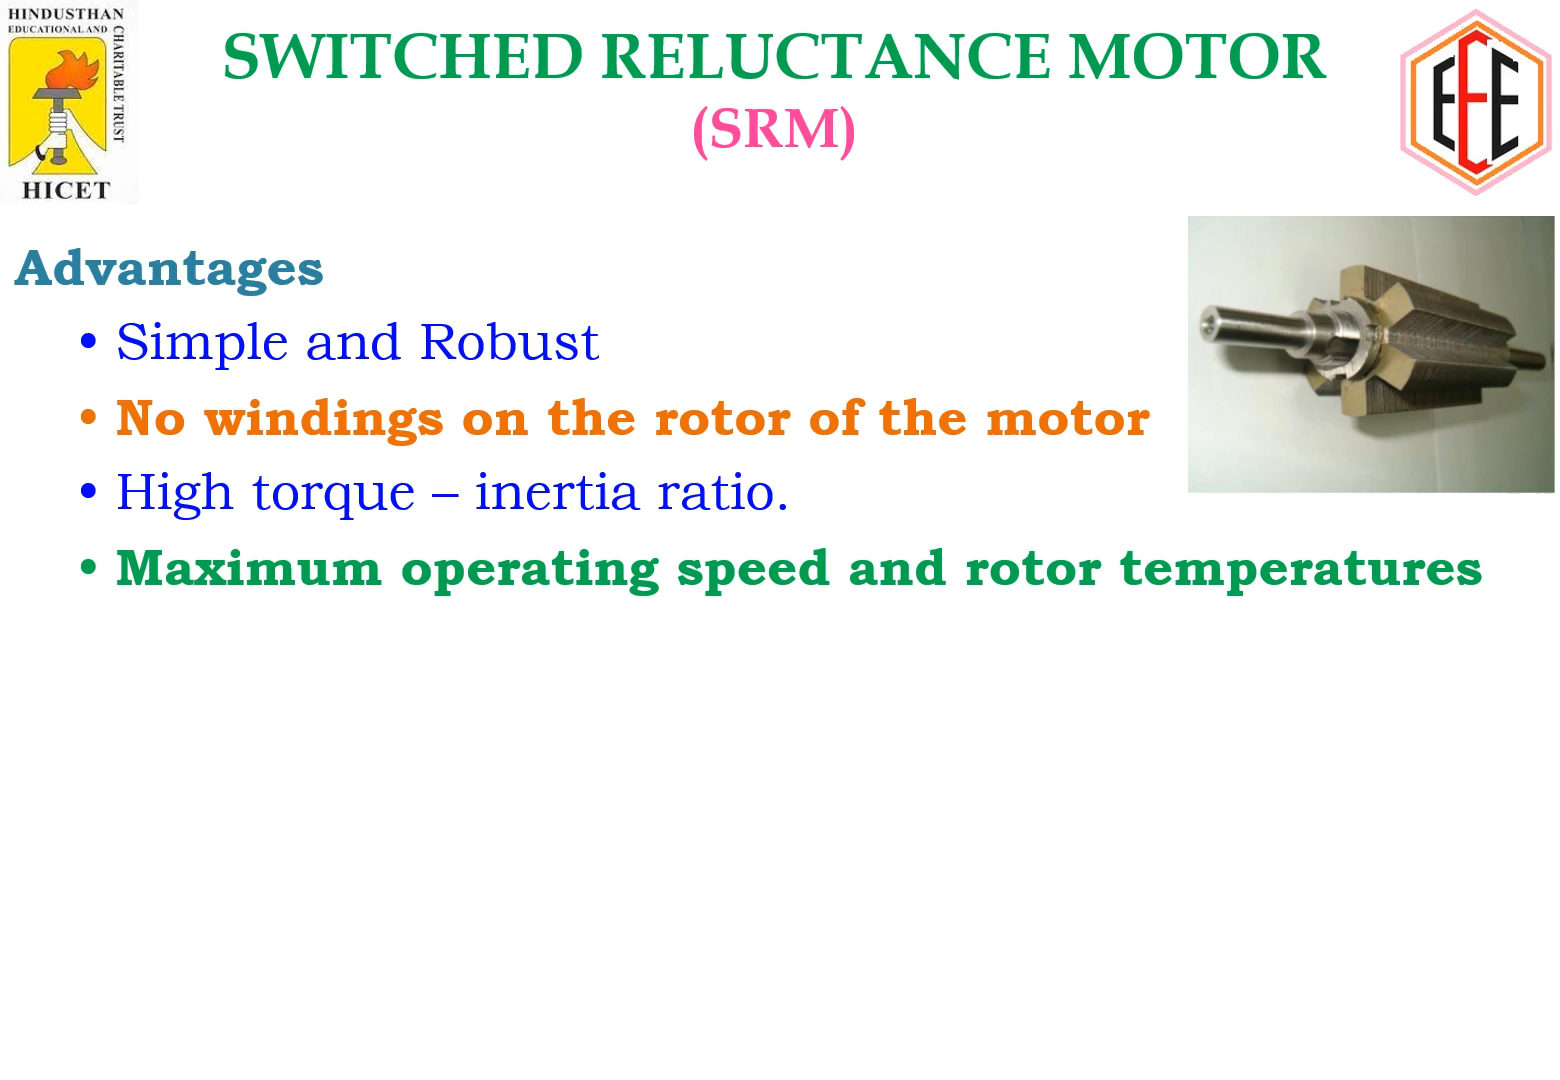 HINDUSTHAN
EDUCATIONAL AND
CHARITABLE TRUST
HICET
SWITCHED RELUCTANCE MOTOR
(SRM)
EEE
Advantages
• Simple and Robust
• No windings on the rotor of the motor
• High torque – inertia ratio.
• Maximum operating speed and rotor temperatures